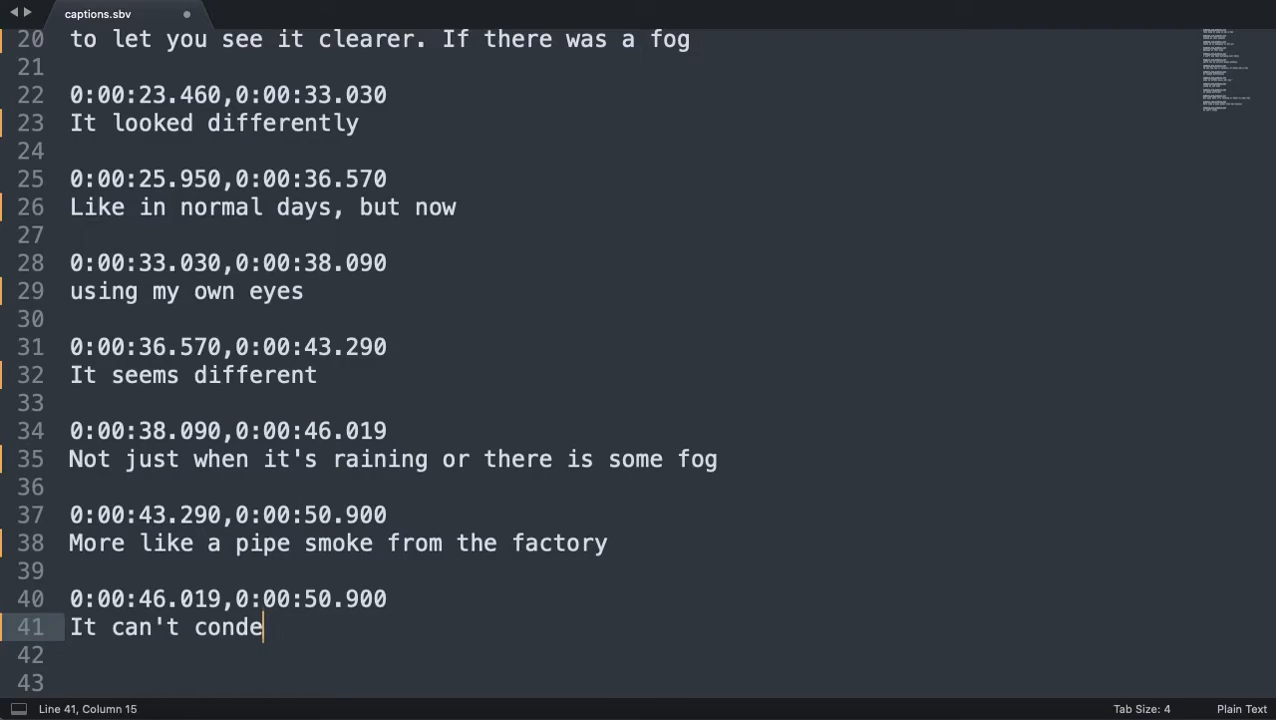 captions.sbv
20 to let you see it clearer. If there was a fog
21
22 0:00:23.460,0:00:33.030
23 It looked differently
24
25 0:00:25.950,0:00:36.570
26 Like in normal days, but now
27
28 0:00:33.030,0:00:38.090
29 using my own eyes
30
31 0:00:36.570,0:00:43.290
32 It seems different
33
34 0:00:38.090,0:00:46.019
35 Not just when it's raining or there is some fog
36
37 0:00:43.290,0:00:50.900
38 More like a pipe smoke from the factory
39
40 0:00:46.019,0:00:50.900
41 It can't conde
42
43
Line 41, Column 15
Tab Size: 4
Plain Text